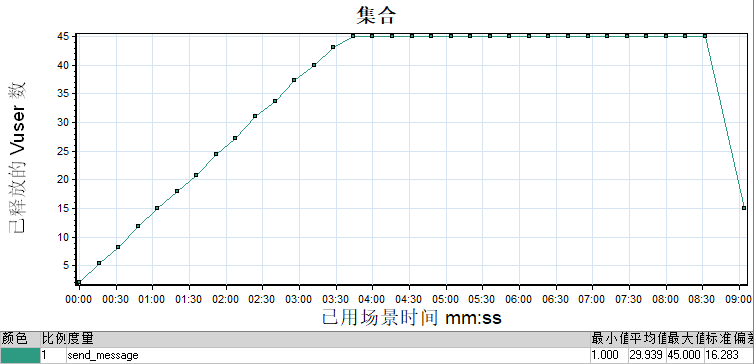 集合
已释放的 Vuser 数
45
40
35
30
25
20
15
10
5
00:00 00:30 01:00 01:30 02:00 02:30 03:00 03:30 04:00 04:30 05:00 05:30 06:00 06:30 07:00 07:30 08:00 08:30 09:00
已用场景时间 mm:ss
颜色 比例 度量 最小值 平均值 最大值 标准偏差
1 send_message 1.000 29.939 45.000 16.283